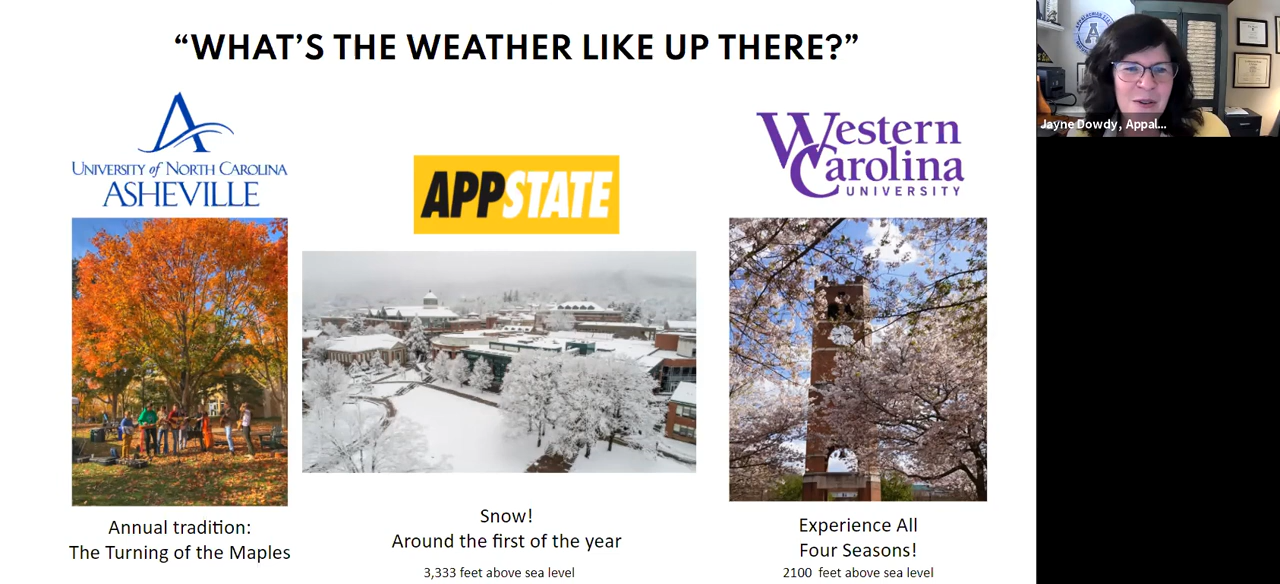 “WHAT’S THE WEATHER LIKE UP THERE?”
UNIVERSITY of NORTH CAROLINA
ASHEVILLE
APPSTATE
Western
Carolina
UNIVERSITY
Annual tradition:
The Turning of the Maples
Snow!
Around the first of the year
3,333 feet above sea level
Experience All
Four Seasons!
2100 feet above sea level
Jayne Dowdy, Appal...